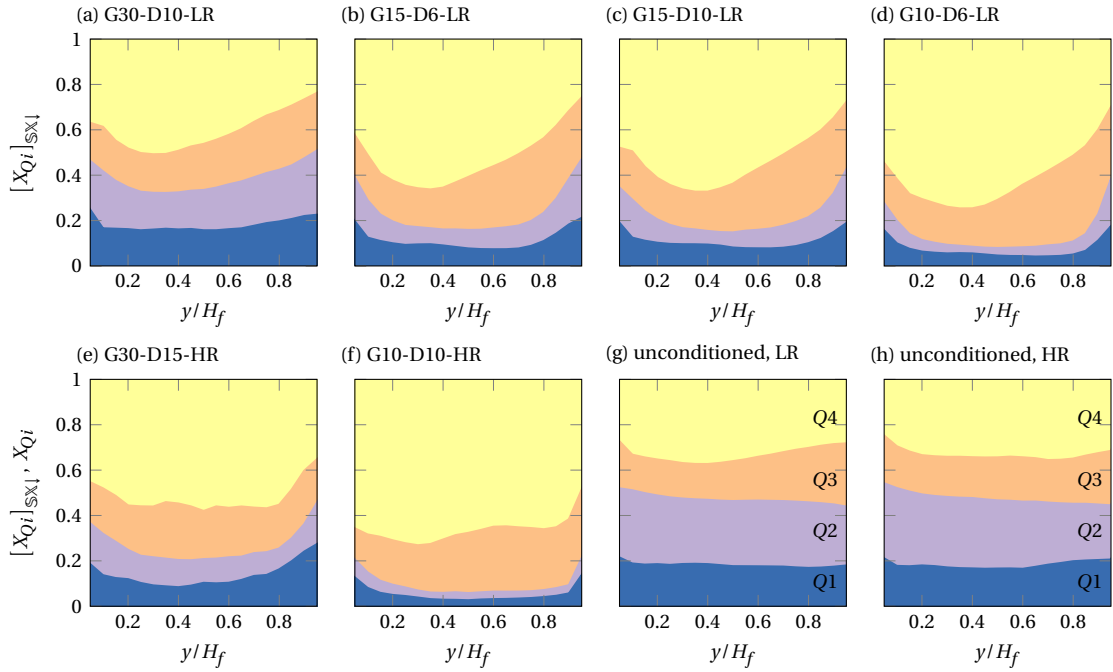 (a) G30-D10-LR (b) G15-D6-LR (c) G15-D10-LR (d) G10-D6-LR
1
0.8
0.6
0.4
0.2
0
[X_{Qi}]_{𝕊𝕏↓}
0.2 0.4 0.6 0.8 0.2 0.4 0.6 0.8 0.2 0.4 0.6 0.8 0.2 0.4 0.6 0.8
y/H_f y/H_f y/H_f y/H_f
(e) G30-D15-HR (f) G10-D10-HR (g) unconditioned, LR (h) unconditioned, HR
1
0.8
0.6
0.4
0.2
0
[X_{Qi}]_{𝕊𝕏↓}, X_{Qi}
Q4 Q4
Q3 Q3
Q2 Q2
Q1 Q1
0.2 0.4 0.6 0.8 0.2 0.4 0.6 0.8 0.2 0.4 0.6 0.8 0.2 0.4 0.6 0.8
y/H_f y/H_f y/H_f y/H_f